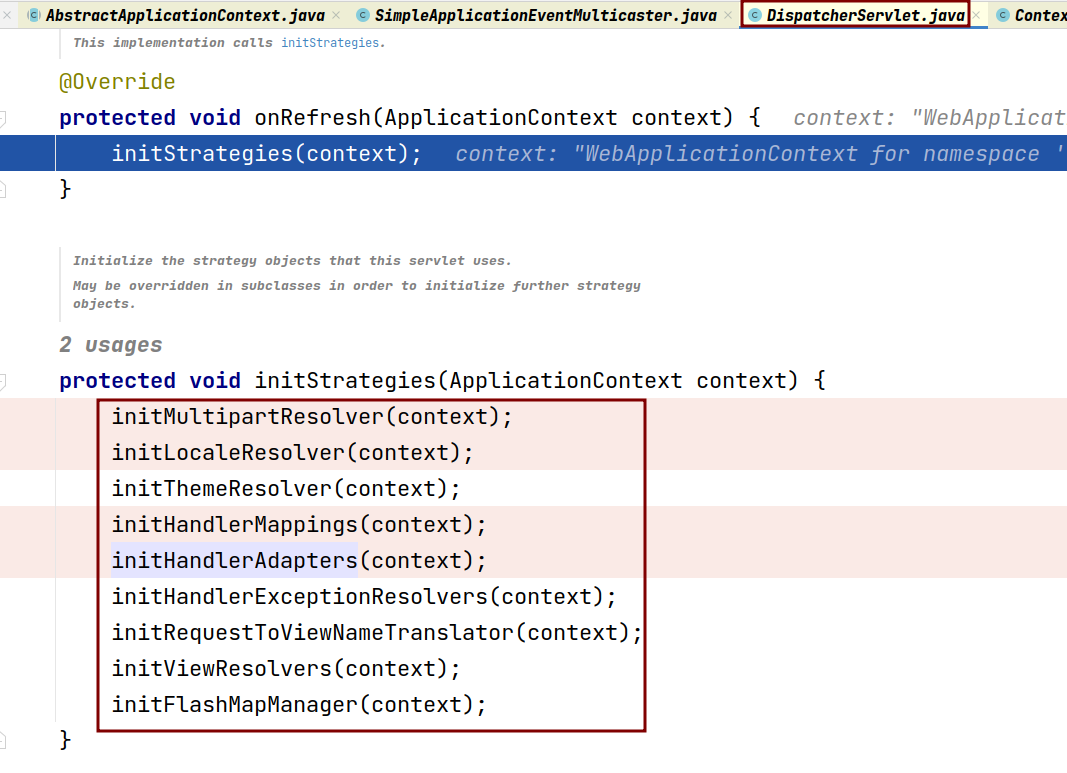 AbstractApplicationContext.java SimpleApplicationEventMulticaster.java DispatcherServlet.java Contex
This implementation calls initStrategies.
@Override
protected void onRefresh(ApplicationContext context) { context: "WebApplicat
initStrategies(context); context: "WebApplicationContext for namespace '
}
Initialize the strategy objects that this servlet uses.
May be overridden in subclasses in order to initialize further strategy
objects.
2 usages
protected void initStrategies(ApplicationContext context) {
initMultipartResolver(context);
initLocaleResolver(context);
initThemeResolver(context);
initHandlerMappings(context);
initHandlerAdapters(context);
initHandlerExceptionResolvers(context);
initRequestToViewNameTranslator(context);
initViewResolvers(context);
initFlashMapManager(context);
}